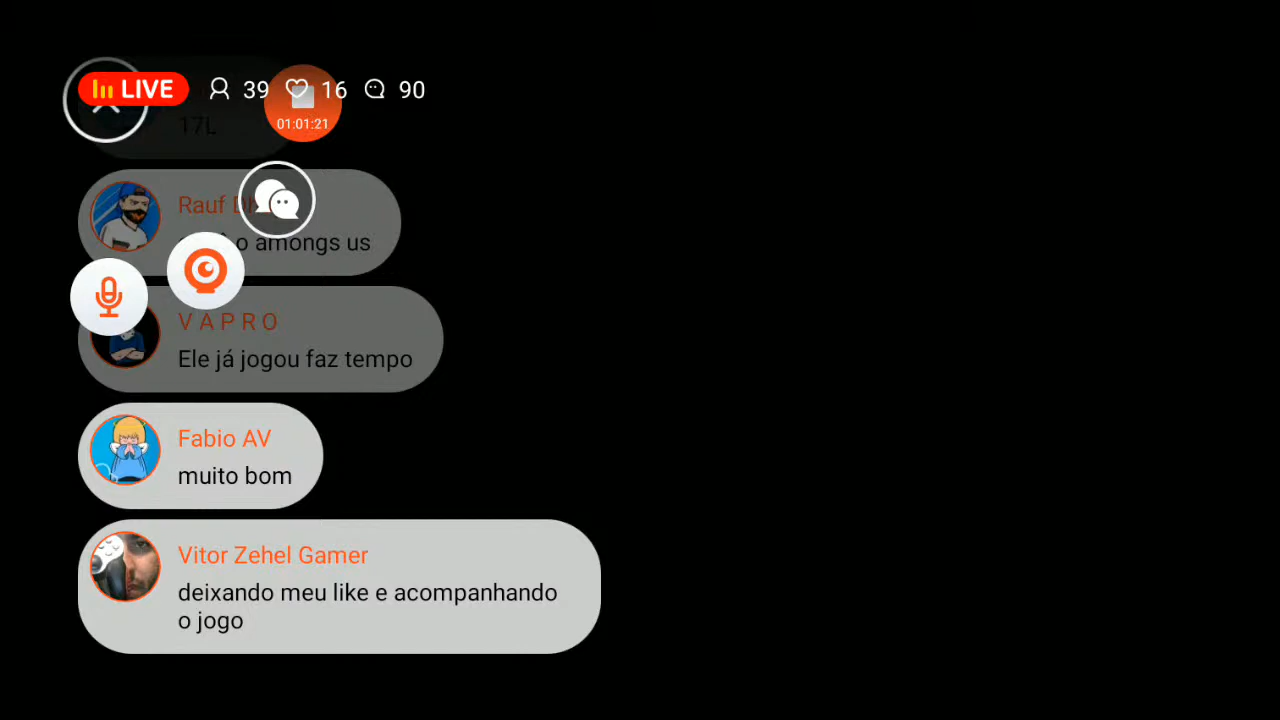 LIVE 39 16 90
17L
01:01:21
Rauf
o amongs us
V A P R O
Ele já jogou faz tempo
Fabio AV
muito bom
Vitor Zehel Gamer
deixando meu like e acompanhando
o jogo